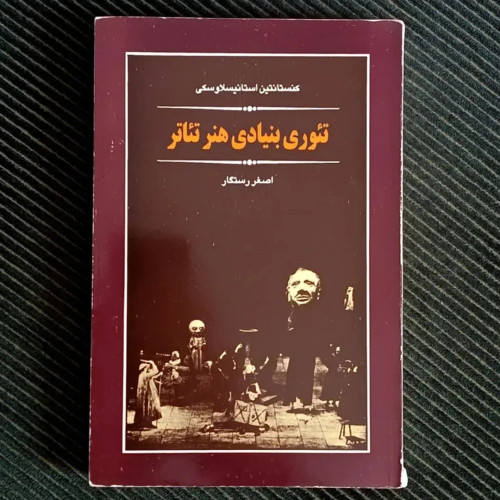 کنستانتین استانیسلاوسکی
تئوری بنیادی هنر تئاتر
اصغر رستگار